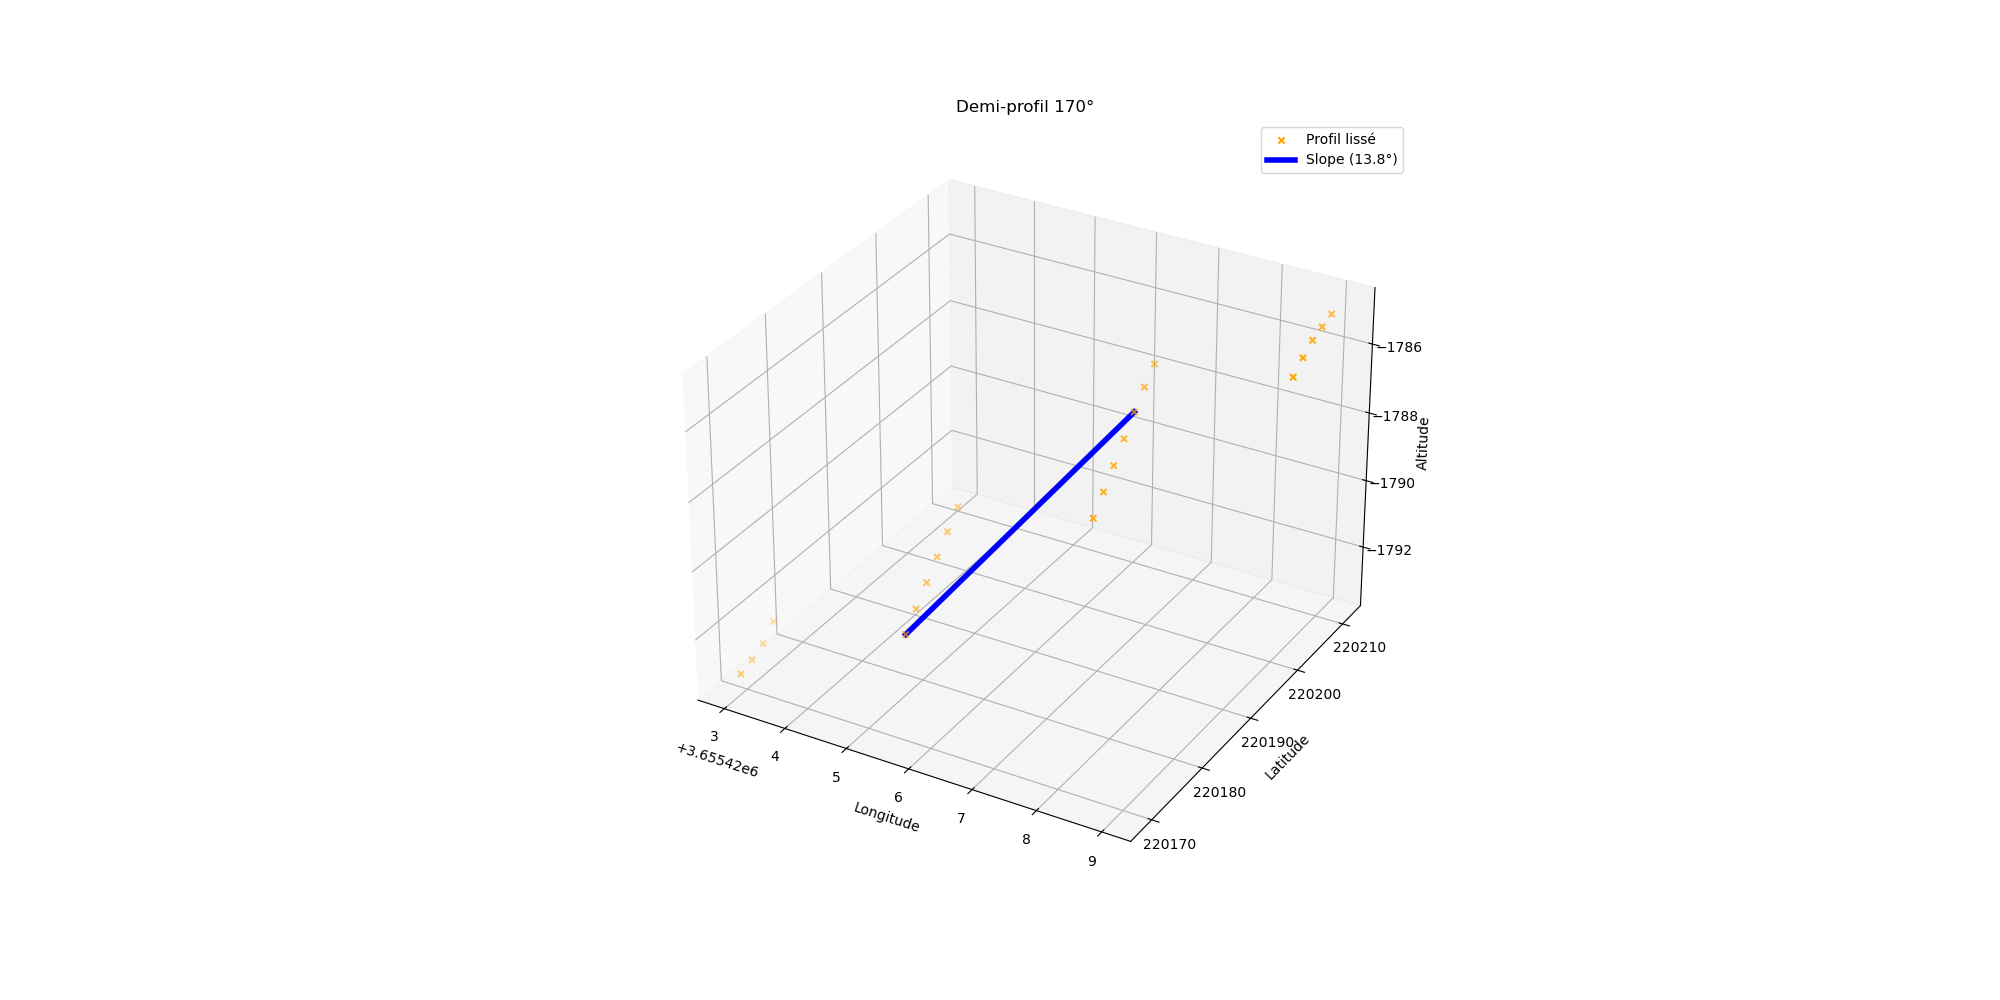 Demi-profil 170°
Profil lissé
Slope (13.8°)
−1786
−1788
−1790
−1792
Altitude
220210
220200
220190
220180
220170
Latitude
3
4
5
6
7
8
9
+3.65542e6
Longitude